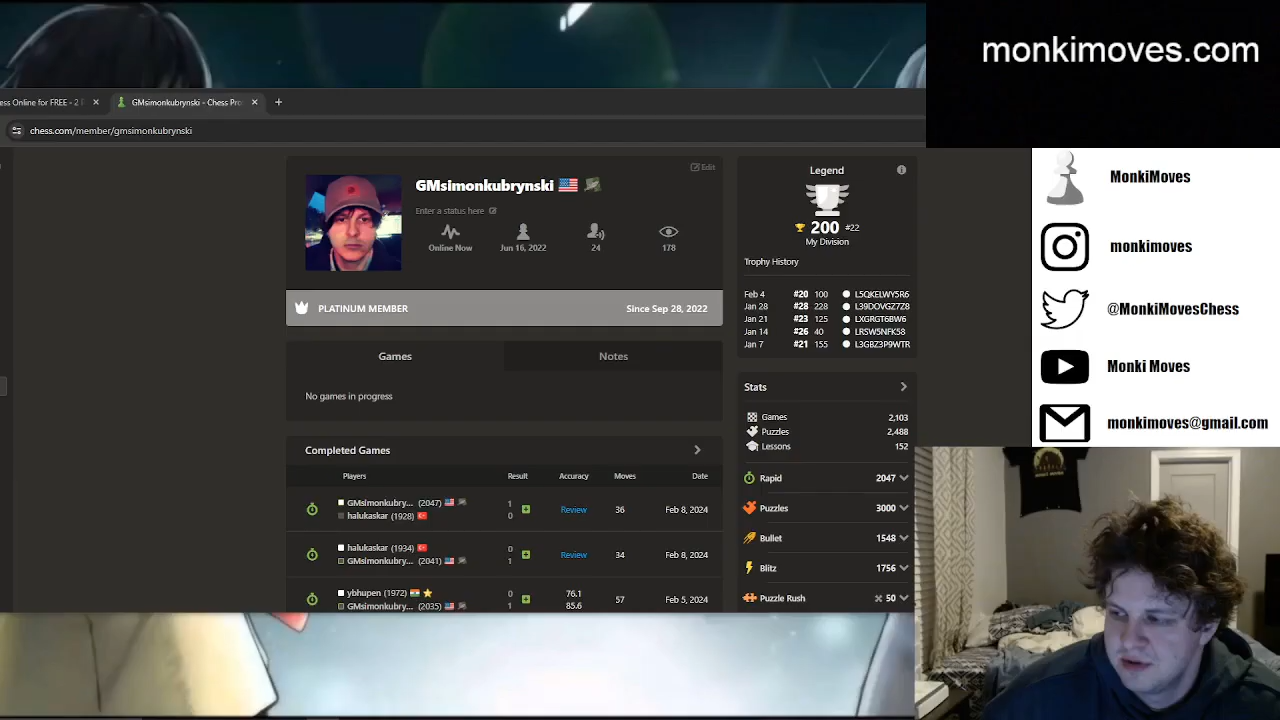 monkimoves.com
ess Online for FREE - 2 P
GMsimonkubrynski - Chess Pro
chess.com/member/gmsimonkubrynski
Edit
GMsimonkubrynski
Enter a status here
Online Now
Jun 16, 2022
24
178
PLATINUM MEMBER
Since Sep 28, 2022
Games
Notes
No games in progress
Completed Games
Players Result Accuracy Moves Date
GMsimonkubry... (2047) 1
halukaskar (1928) 0
Review 36 Feb 8, 2024
halukaskar (1934) 0
GMsimonkubry... (2041) 1
Review 34 Feb 8, 2024
ybhupen (1972) 0 76.1
GMsimonkubry... (2035) 1 85.6
57 Feb 5, 2024
Legend
200 #22
My Division
Trophy History
Feb 4 #20 100 L5QKELWY5R6
Jan 28 #28 228 L39DOVGZ7Z8
Jan 21 #23 125 LXGRGT6BW6
Jan 14 #26 40 LRSW5NFK58
Jan 7 #21 155 L3GBZ3P9WTR
Stats
Games 2,103
Puzzles 2,488
Lessons 152
Rapid 2047
Puzzles 3000
Bullet 1548
Blitz 1756
Puzzle Rush 50
MonkiMoves
monkimoves
@MonkiMovesChess
Monki Moves
monkimoves@gmail.com